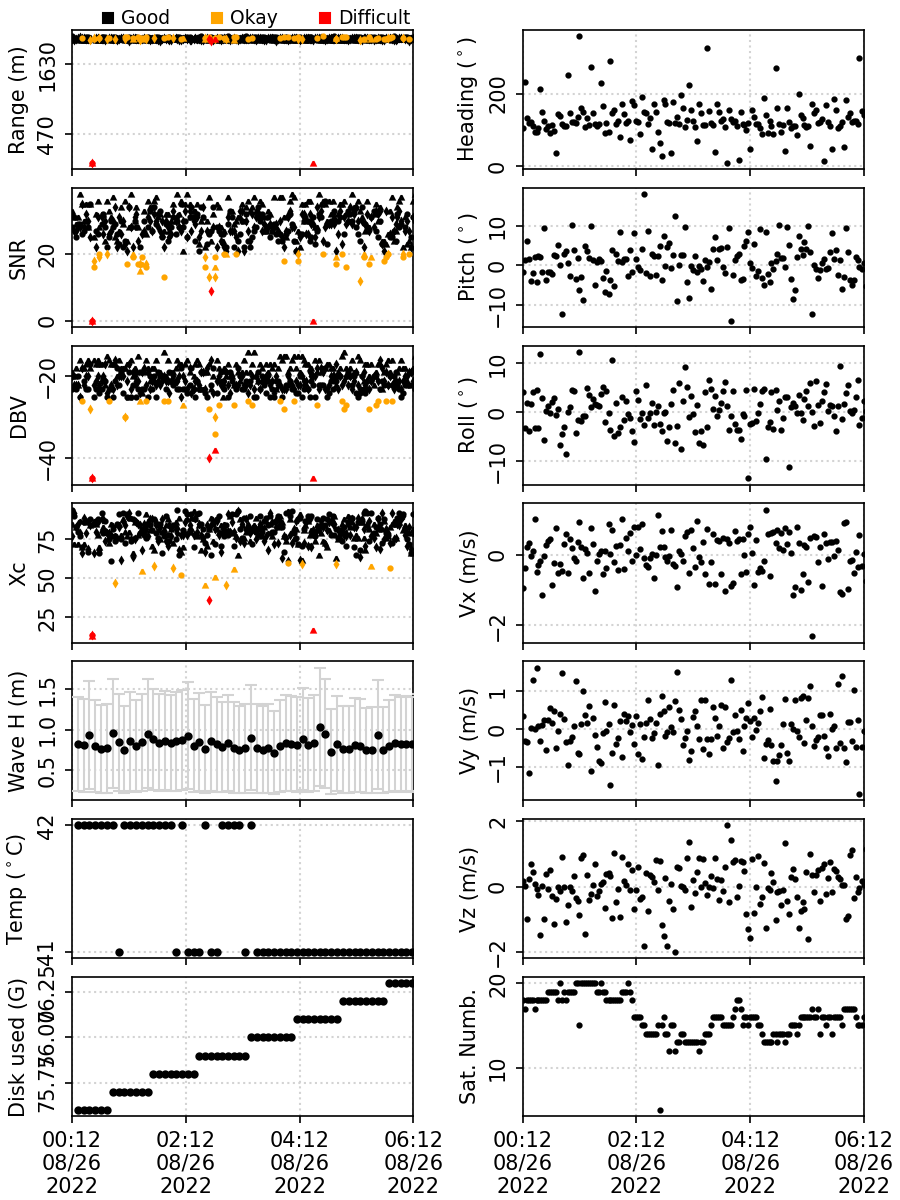 Good Okay Difficult
Range (m)
1630
470
Heading (°)
200
0
SNR
20
0
Pitch (°)
10
0
−10
DBV
−20
−40
Roll (°)
10
0
−10
Xc
75
50
25
Vx (m/s)
0
−2
Wave H (m)
1.5
1.0
0.5
Vy (m/s)
1
0
−1
Temp (°C)
42
41
Vz (m/s)
2
0
−2
Disk used (G)
76.25
76.00
75.75
Sat. Numb.
20
10
00:12 02:12 04:12 06:12 00:12 02:12 04:12 06:12
08/26 08/26 08/26 08/26 08/26 08/26 08/26 08/26
2022 2022 2022 2022 2022 2022 2022 2022